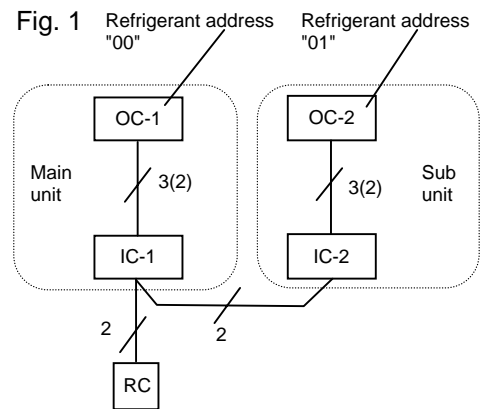 Fig. 1
Refrigerant address
"00"
Refrigerant address
"01"
OC-1
OC-2
Main
unit
3(2)
3(2)
Sub
unit
IC-1
IC-2
2
2
RC